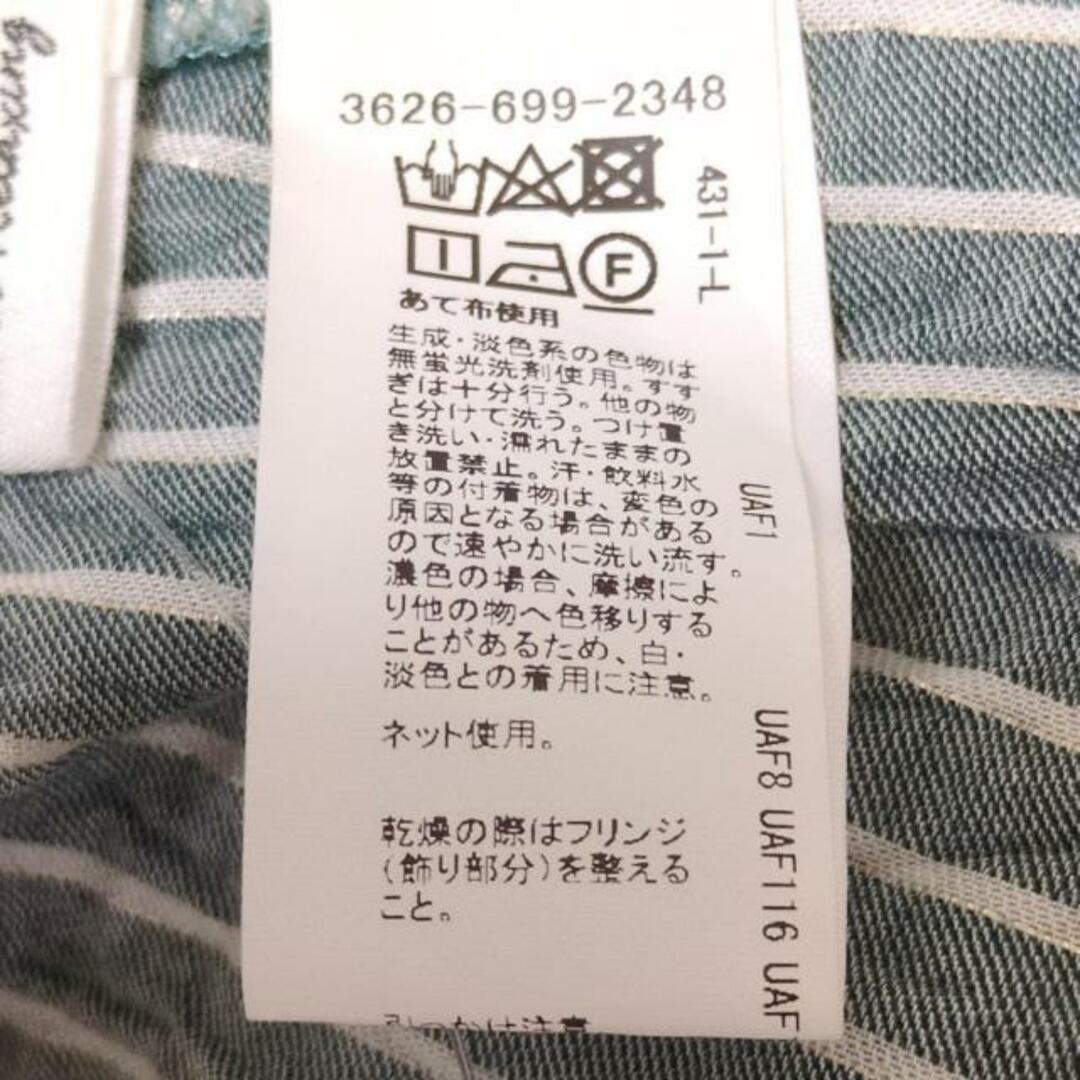 3626-699-2348
431-1-L
F
あて布使用
生成・淡色系の色物は
無蛍光洗剤使用。すす
ぎは十分行う。他の物
と分けて洗う。つけ置
き洗い・濡れたままの
放置禁止。汗・飲料水
等の付着物は、変色の
原因となる場合がある
ので速やかに洗い流す。
濃色の場合、摩擦によ
り他の物へ色移りする
ことがあるため、白・
淡色との着用に注意。
ネット使用。
乾燥の際はフリンジ
(飾り部分)を整える
こと。
引っかけ注意
UAF1
UAF8 UAF116 UAF